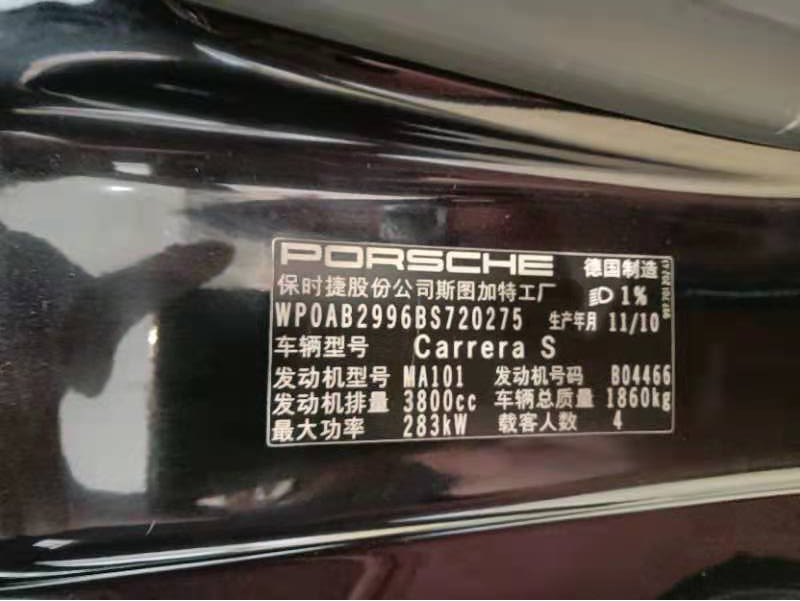 PORSCHE 德国制造
保时捷股份公司斯图加特工厂 1%
WP0AB2996BS720275 生产年月 11/10
车辆型号 Carrera S
发动机型号 MA101 发动机号码 B04466
发动机排量 3800cc 车辆总质量 1860kg
最大功率 283kW 载客人数 4